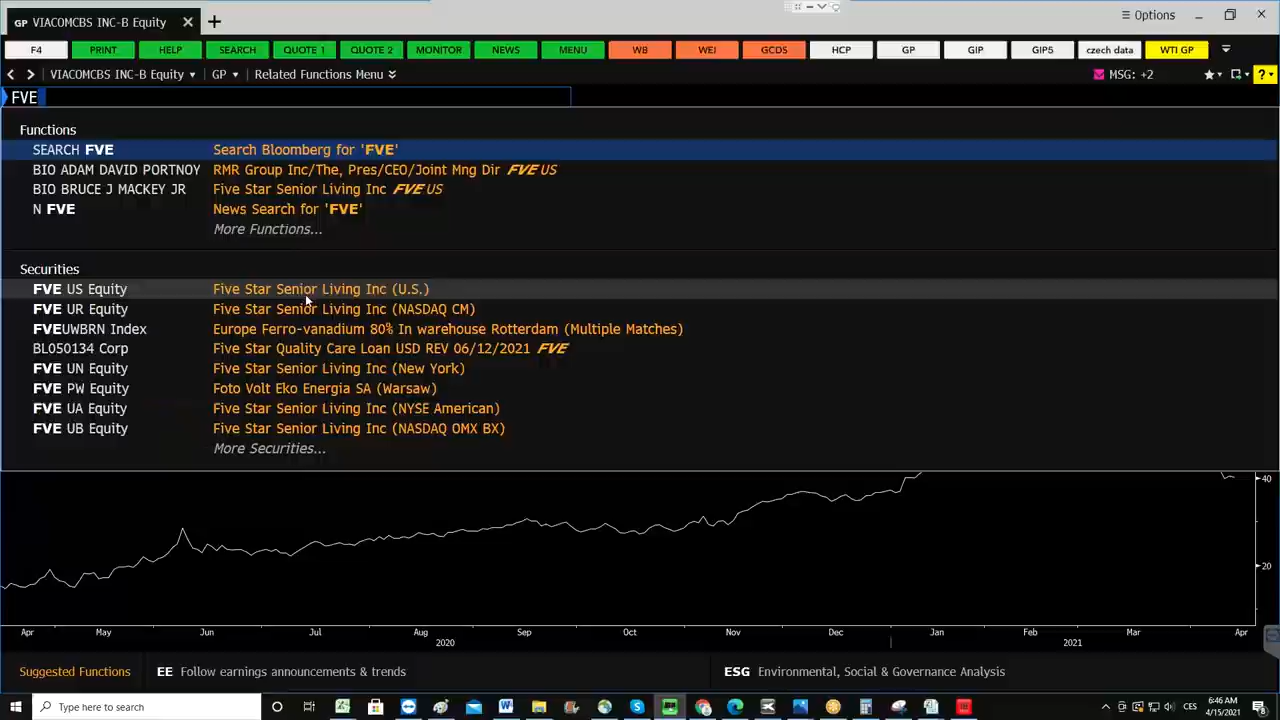 GP VIACOMCBS INC-B Equity
Options
F4 PRINT HELP SEARCH QUOTE 1 QUOTE 2 MONITOR NEWS MENU WB WEI GCDS HCP GP GIP GIP5 czech data WTI GP
VIACOMCBS INC-B Equity GP Related Functions Menu MSG: +2 ?
FVE
Functions
SEARCH FVE Search Bloomberg for 'FVE'
BIO ADAM DAVID PORTNOY RMR Group Inc/The, Pres/CEO/Joint Mng Dir FVE US
BIO BRUCE J MACKEY JR Five Star Senior Living Inc FVE US
N FVE News Search for 'FVE'
More Functions...
Securities
FVE US Equity Five Star Senior Living Inc (U.S.)
FVE UR Equity Five Star Senior Living Inc (NASDAQ CM)
FVEUWBRN Index Europe Ferro-vanadium 80% In warehouse Rotterdam (Multiple Matches)
BL050134 Corp Five Star Quality Care Loan USD REV 06/12/2021 FVE
FVE UN Equity Five Star Senior Living Inc (New York)
FVE PW Equity Foto Volt Eko Energia SA (Warsaw)
FVE UA Equity Five Star Senior Living Inc (NYSE American)
FVE UB Equity Five Star Senior Living Inc (NASDAQ OMX BX)
More Securities...
40
20
Apr May Jun Jul Aug Sep Oct Nov Dec Jan Feb Mar Apr
2020 2021
Suggested Functions EE Follow earnings announcements & trends ESG Environmental, Social & Governance Analysis
Type here to search
CES
6:46 AM
4/15/2021